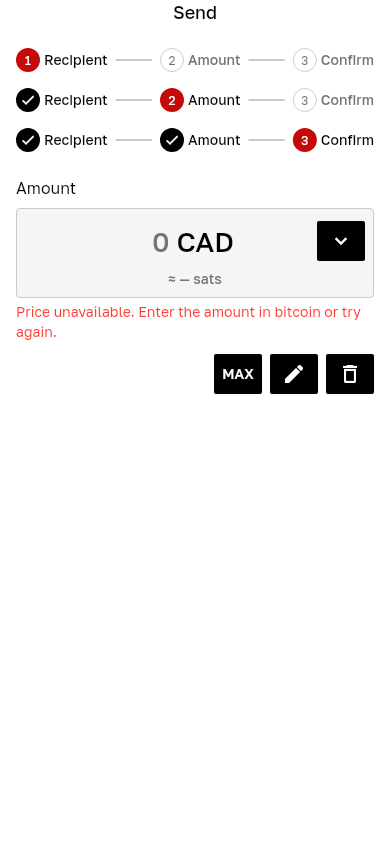 Send
1 Recipient 2 Amount 3 Confirm
Recipient 2 Amount 3 Confirm
Recipient Amount 3 Confirm
Amount
0 CAD
≈ — sats
Price unavailable. Enter the amount in bitcoin or try
again.
MAX